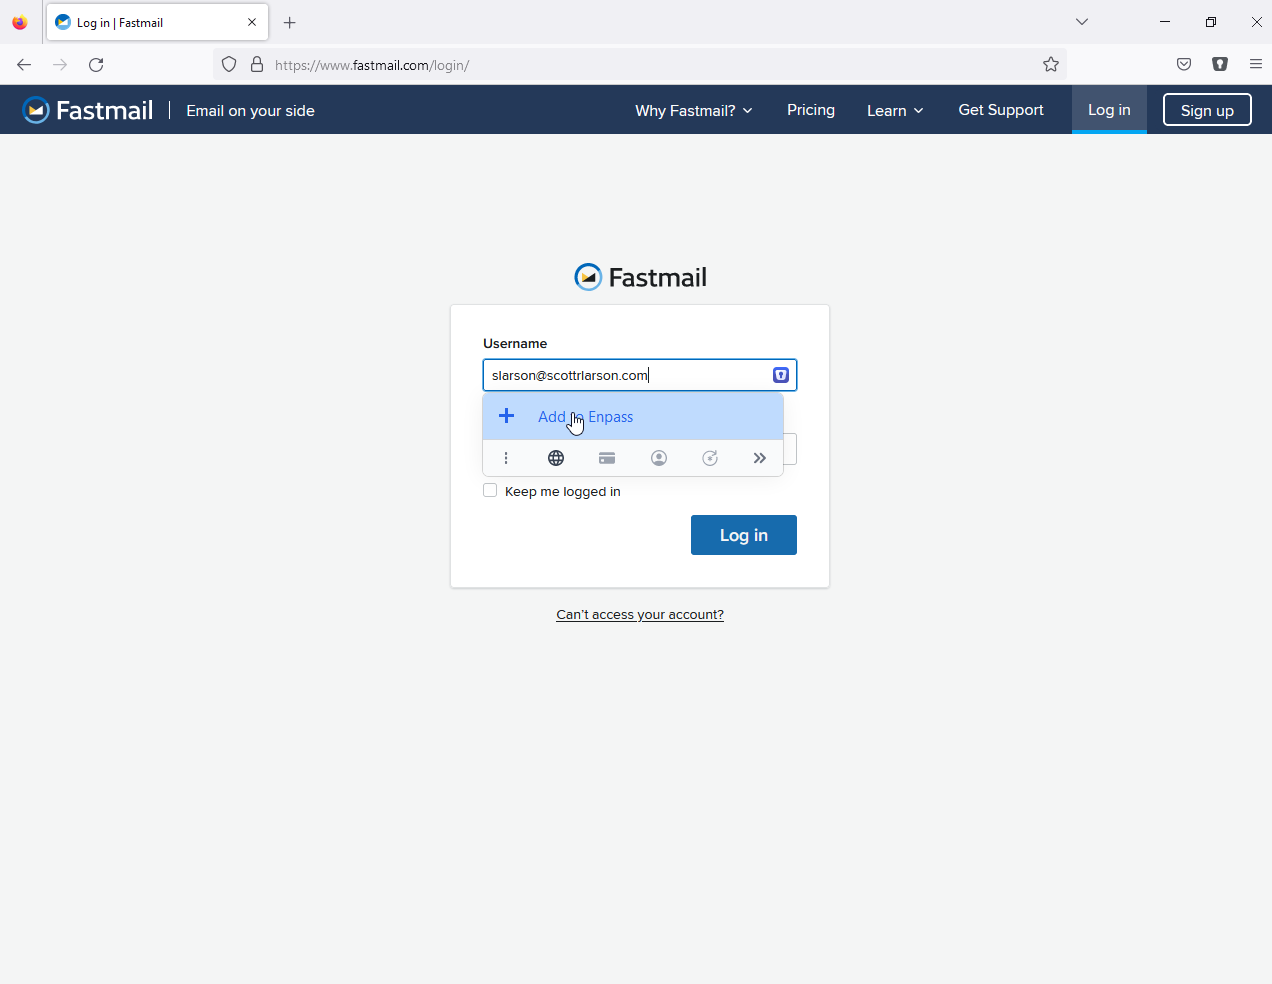 Log in | Fastmail
https://www.fastmail.com/login/
Fastmail
Email on your side
Why Fastmail?
Pricing
Learn
Get Support
Log in
Sign up
Fastmail
Username
slarson@scottrlarson.com
Add to Enpass
Keep me logged in
Log in
Can't access your account?